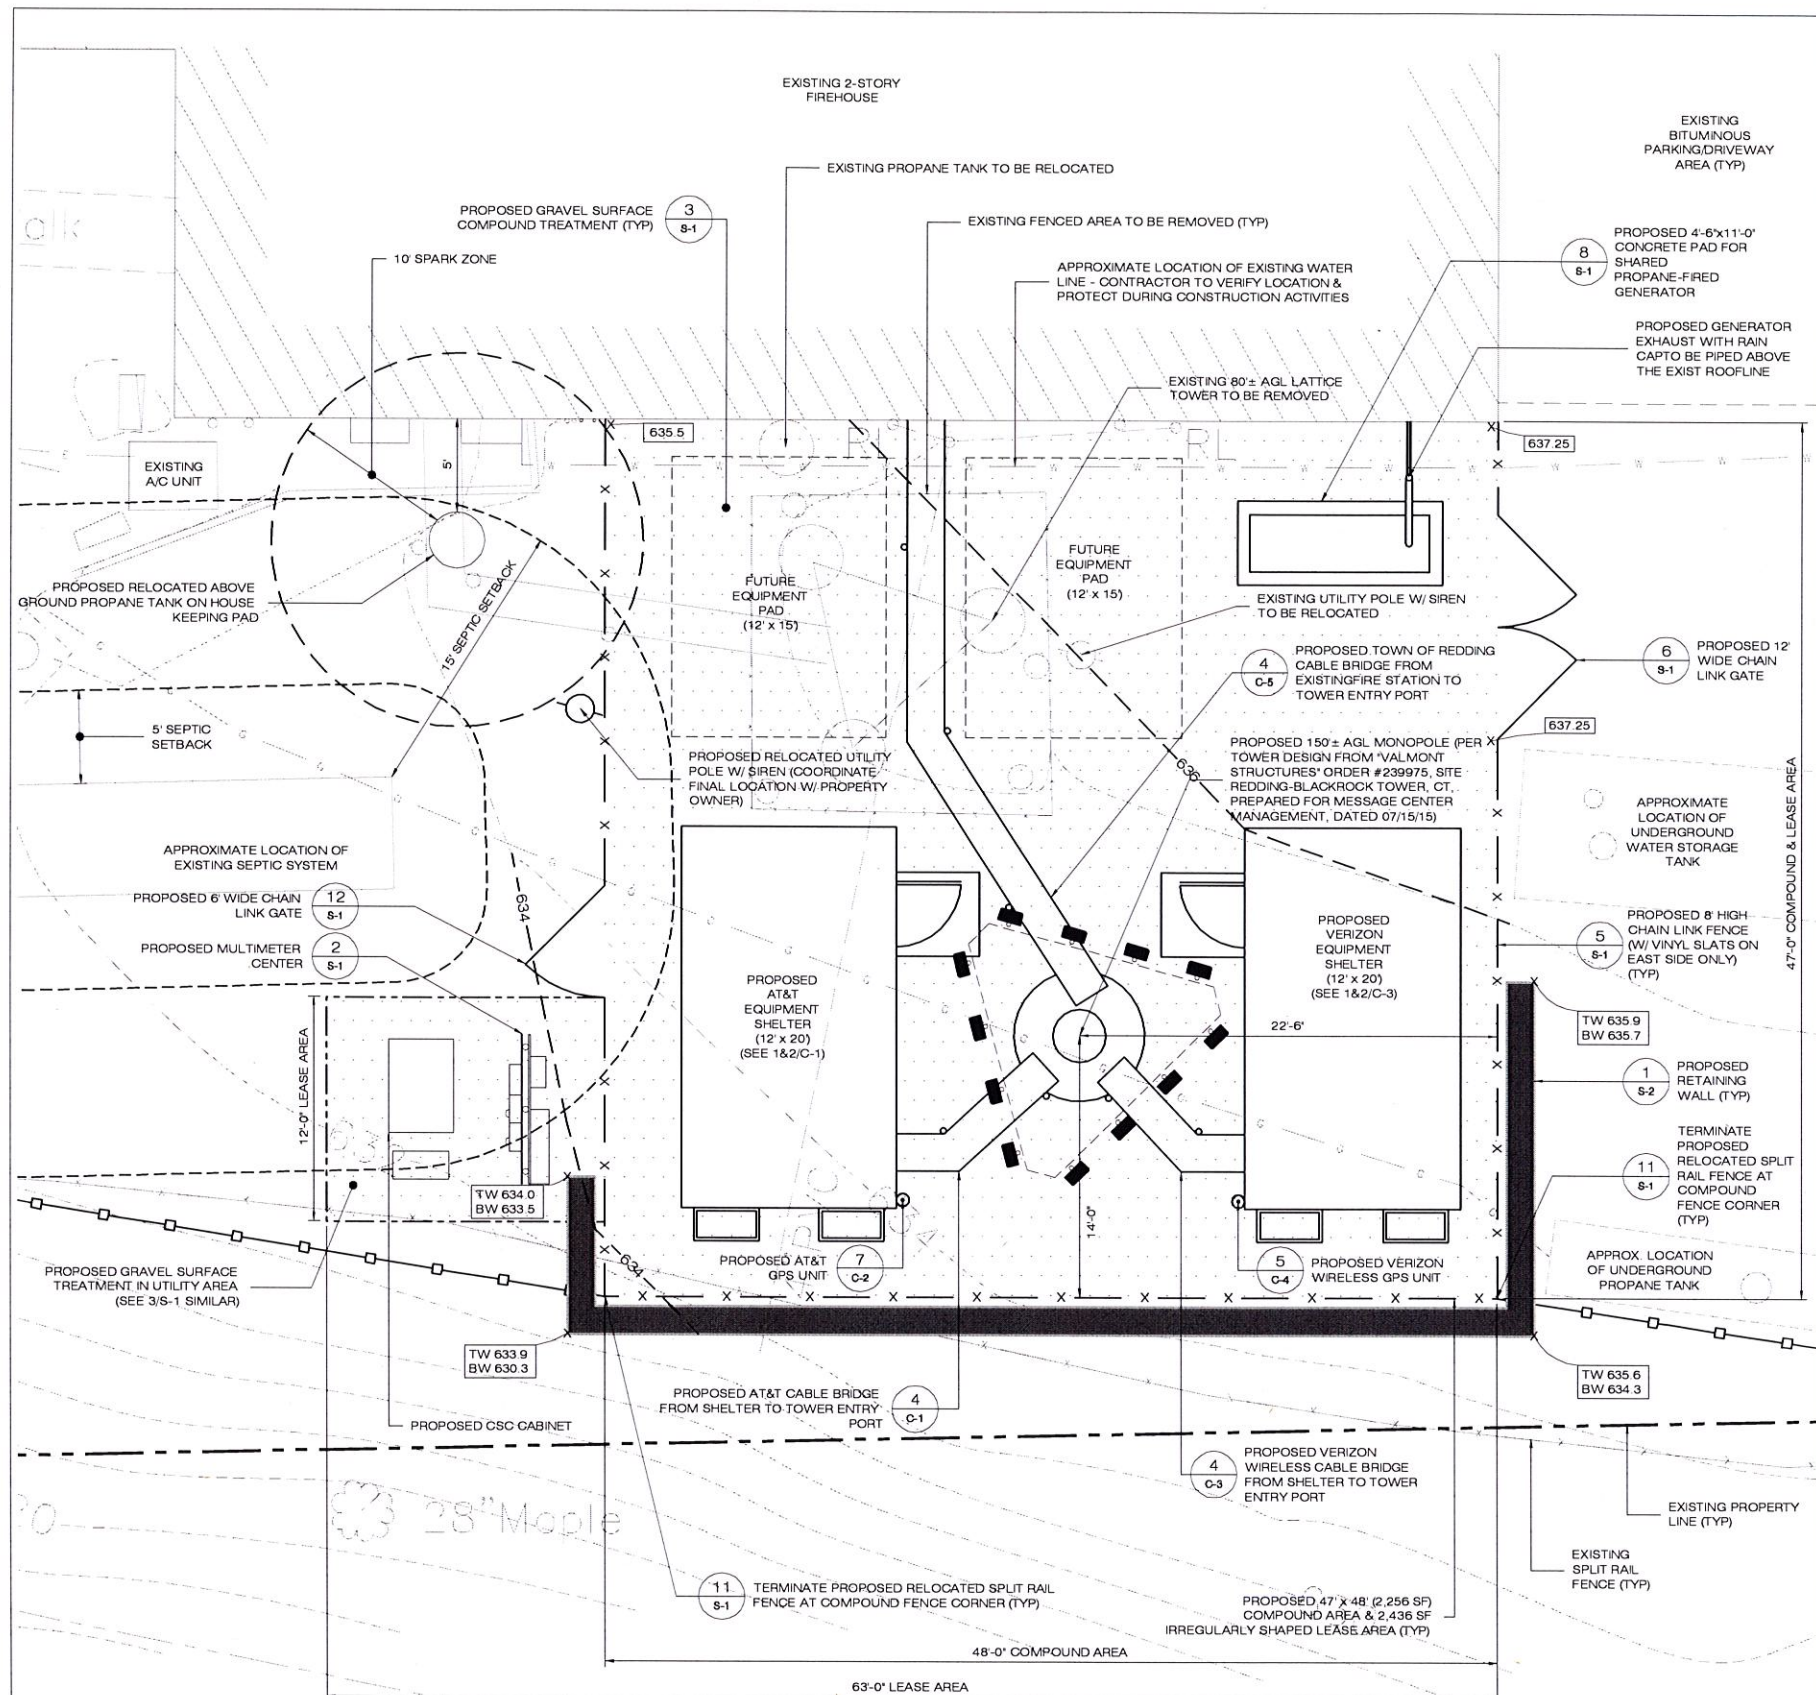 EXISTING 2-STORY
FIREHOUSE
EXISTING
BITUMINOUS
PARKING/DRIVEWAY
AREA (TYP)
EXISTING PROPANE TANK TO BE RELOCATED
PROPOSED GRAVEL SURFACE
COMPOUND TREATMENT (TYP)
3
S-1
EXISTING FENCED AREA TO BE REMOVED (TYP)
alk
10' SPARK ZONE
APPROXIMATE LOCATION OF EXISTING WATER
LINE - CONTRACTOR TO VERIFY LOCATION &
PROTECT DURING CONSTRUCTION ACTIVITIES
8
S-1
PROPOSED 4'-6"x11'-0"
CONCRETE PAD FOR
SHARED
PROPANE-FIRED
GENERATOR
PROPOSED GENERATOR
EXHAUST WITH RAIN
CAPTO BE PIPED ABOVE
THE EXIST ROOFLINE
EXISTING 80'± AGL LATTICE
TOWER TO BE REMOVED
635.5
RL
RL
637.25
EXISTING
A/C UNIT
5'
15' SEPTIC SETBACK
PROPOSED RELOCATED ABOVE
GROUND PROPANE TANK ON HOUSE
KEEPING PAD
FUTURE
EQUIPMENT
PAD
(12' x 15')
FUTURE
EQUIPMENT
PAD
(12' x 15')
EXISTING UTILITY POLE W/ SIREN
TO BE RELOCATED
4
C-5
PROPOSED TOWN OF REDDING
CABLE BRIDGE FROM
EXISTINGFIRE STATION TO
TOWER ENTRY PORT
6
S-1
PROPOSED 12'
WIDE CHAIN
LINK GATE
5' SEPTIC
SETBACK
637.25
PROPOSED RELOCATED UTILITY
POLE W/ SIREN (COORDINATE
FINAL LOCATION W/ PROPERTY
OWNER)
636
PROPOSED 150'± AGL MONOPOLE (PER
TOWER DESIGN FROM "VALMONT
STRUCTURES" ORDER #239975, SITE
REDDING-BLACKROCK TOWER, CT,
PREPARED FOR MESSAGE CENTER
MANAGEMENT, DATED 07/15/15)
47'-0" COMPOUND & LEASE AREA
APPROXIMATE
LOCATION OF
UNDERGROUND
WATER STORAGE
TANK
APPROXIMATE LOCATION OF
EXISTING SEPTIC SYSTEM
PROPOSED 6' WIDE CHAIN
LINK GATE
12
S-1
634
PROPOSED MULTIMETER
CENTER
2
S-1
PROPOSED
AT&T
EQUIPMENT
SHELTER
(12' x 20')
(SEE 1&2/C-1)
PROPOSED
VERIZON
EQUIPMENT
SHELTER
(12' x 20')
(SEE 1&2/C-3)
5
S-1
PROPOSED 8' HIGH
CHAIN LINK FENCE
(W/ VINYL SLATS ON
EAST SIDE ONLY)
(TYP)
22'-6"
TW 635.9
BW 635.7
12'-0" LEASE AREA
1
S-2
PROPOSED
RETAINING
WALL (TYP)
11
S-1
TERMINATE
PROPOSED
RELOCATED SPLIT
RAIL FENCE AT
COMPOUND
FENCE CORNER
(TYP)
TW 634.0
BW 633.5
14'-0"
634
PROPOSED GRAVEL SURFACE
TREATMENT IN UTILITY AREA
(SEE 3/S-1 SIMILAR)
PROPOSED AT&T
GPS UNIT
7
C-2
5
C-4
PROPOSED VERIZON
WIRELESS GPS UNIT
APPROX. LOCATION
OF UNDERGROUND
PROPANE TANK
TW 633.9
BW 630.3
TW 635.6
BW 634.3
PROPOSED CSC CABINET
PROPOSED AT&T CABLE BRIDGE
FROM SHELTER TO TOWER ENTRY
PORT
4
C-1
4
C-3
PROPOSED VERIZON
WIRELESS CABLE BRIDGE
FROM SHELTER TO TOWER
ENTRY PORT
28"Maple
EXISTING PROPERTY
LINE (TYP)
EXISTING
SPLIT RAIL
FENCE (TYP)
11
S-1
TERMINATE PROPOSED RELOCATED SPLIT RAIL
FENCE AT COMPOUND FENCE CORNER (TYP)
PROPOSED 47' x 48' (2,256 SF)
COMPOUND AREA & 2,436 SF
IRREGULARLY SHAPED LEASE AREA (TYP)
48'-0" COMPOUND AREA
63'-0" LEASE AREA